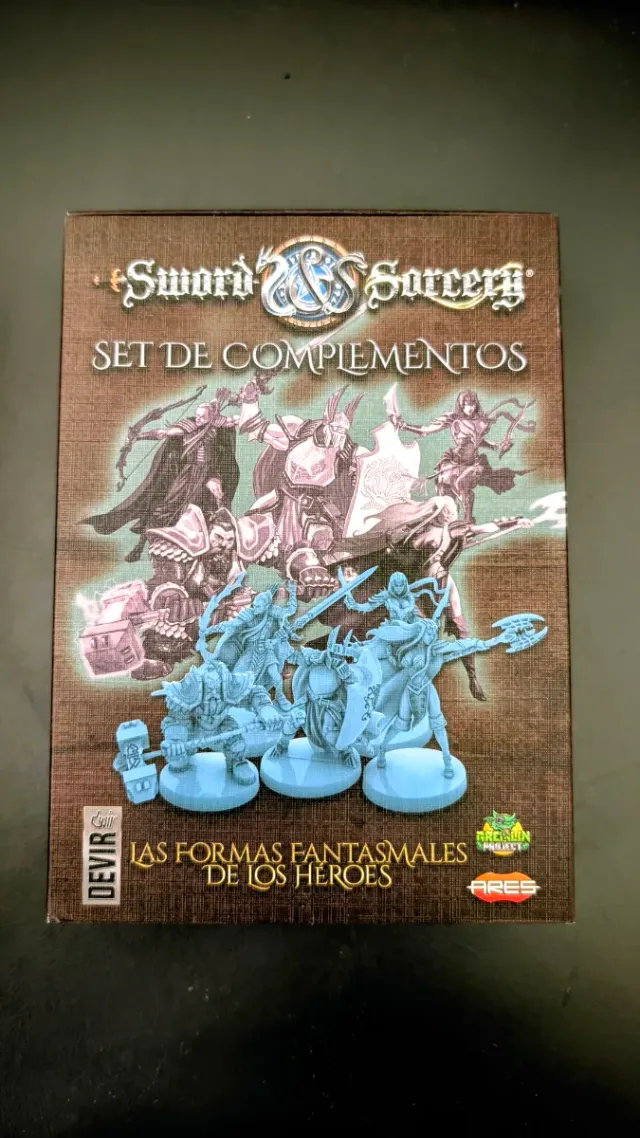 Sword & Sorcery®
SET DE COMPLEMENTOS
LAS FORMAS FANTASMALES
DE LOS HÉROES
DEVIR
ARES